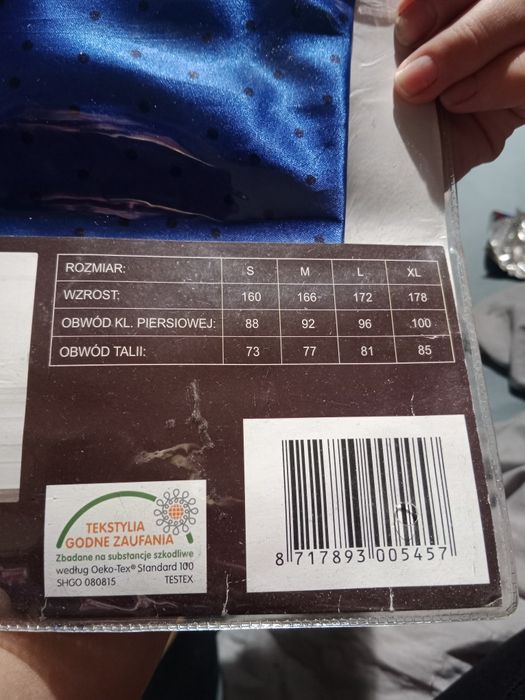 ROZMIAR: S M L XL
WZROST: 160 166 172 178
OBWÓD KL. PIERSIOWEJ: 88 92 96 100
OBWÓD TALII: 73 77 81 85
TEKSTYLIA
GODNE ZAUFANIA
Zbadane na substancje szkodliwe
według Oeko-Tex® Standard 100
SHGO 080815 TESTEX
8 717893 005457